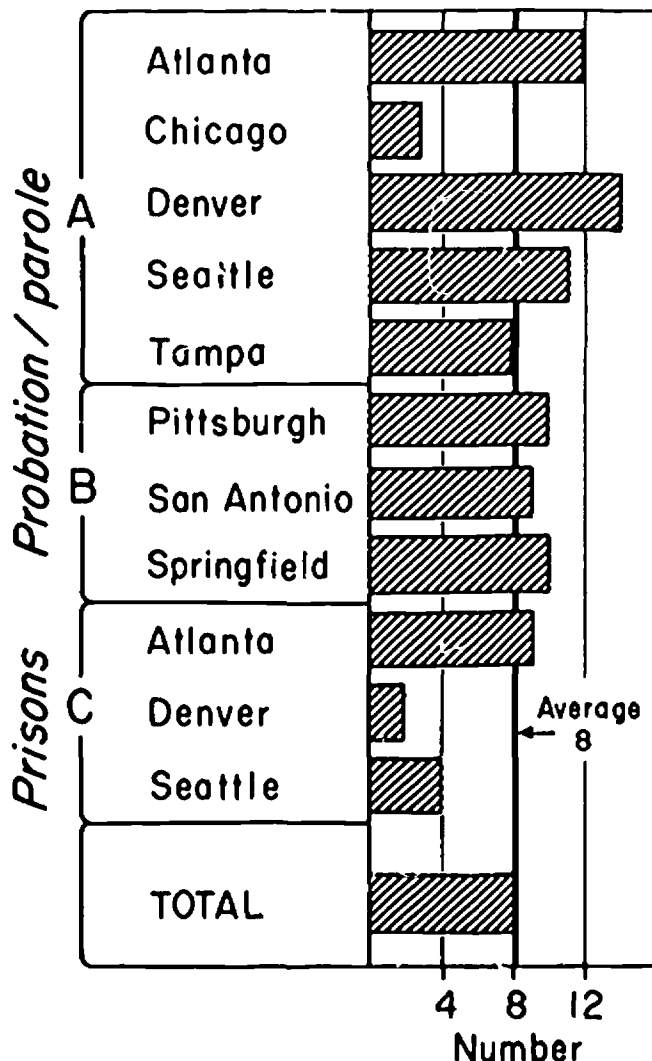 Probation / parole
A
Atlanta
Chicago
Denver
Seattle
Tampa
B
Pittsburgh
San Antonio
Springfield
Prisons
C
Atlanta
Denver
Seattle
Average
8
TOTAL
4 8 12
Number